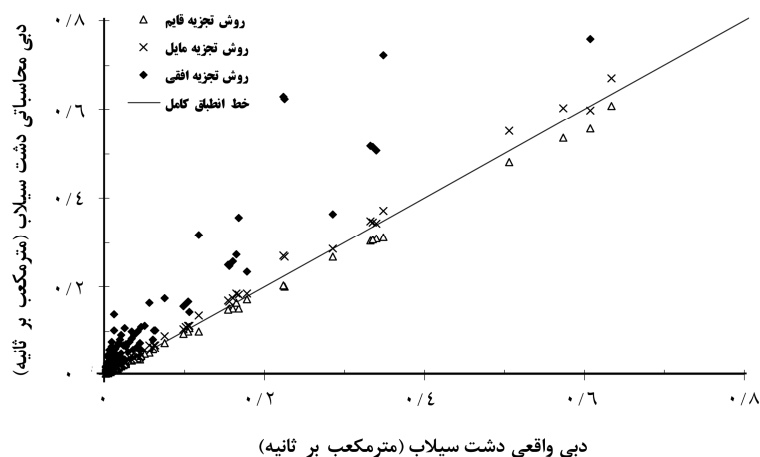 ۰/۸
روش تجزیه قایم
روش تجزیه مایل
روش تجزیه افقی
خط انطباق کامل
۰/۶
۰/۴
۰/۲
۰
دبی محاسباتی دشت سیلاب (مترمکعب بر ثانیه)
۰ ۰/۲ ۰/۴ ۰/۶ ۰/۸
دبی واقعی دشت سیلاب (مترمکعب بر ثانیه)